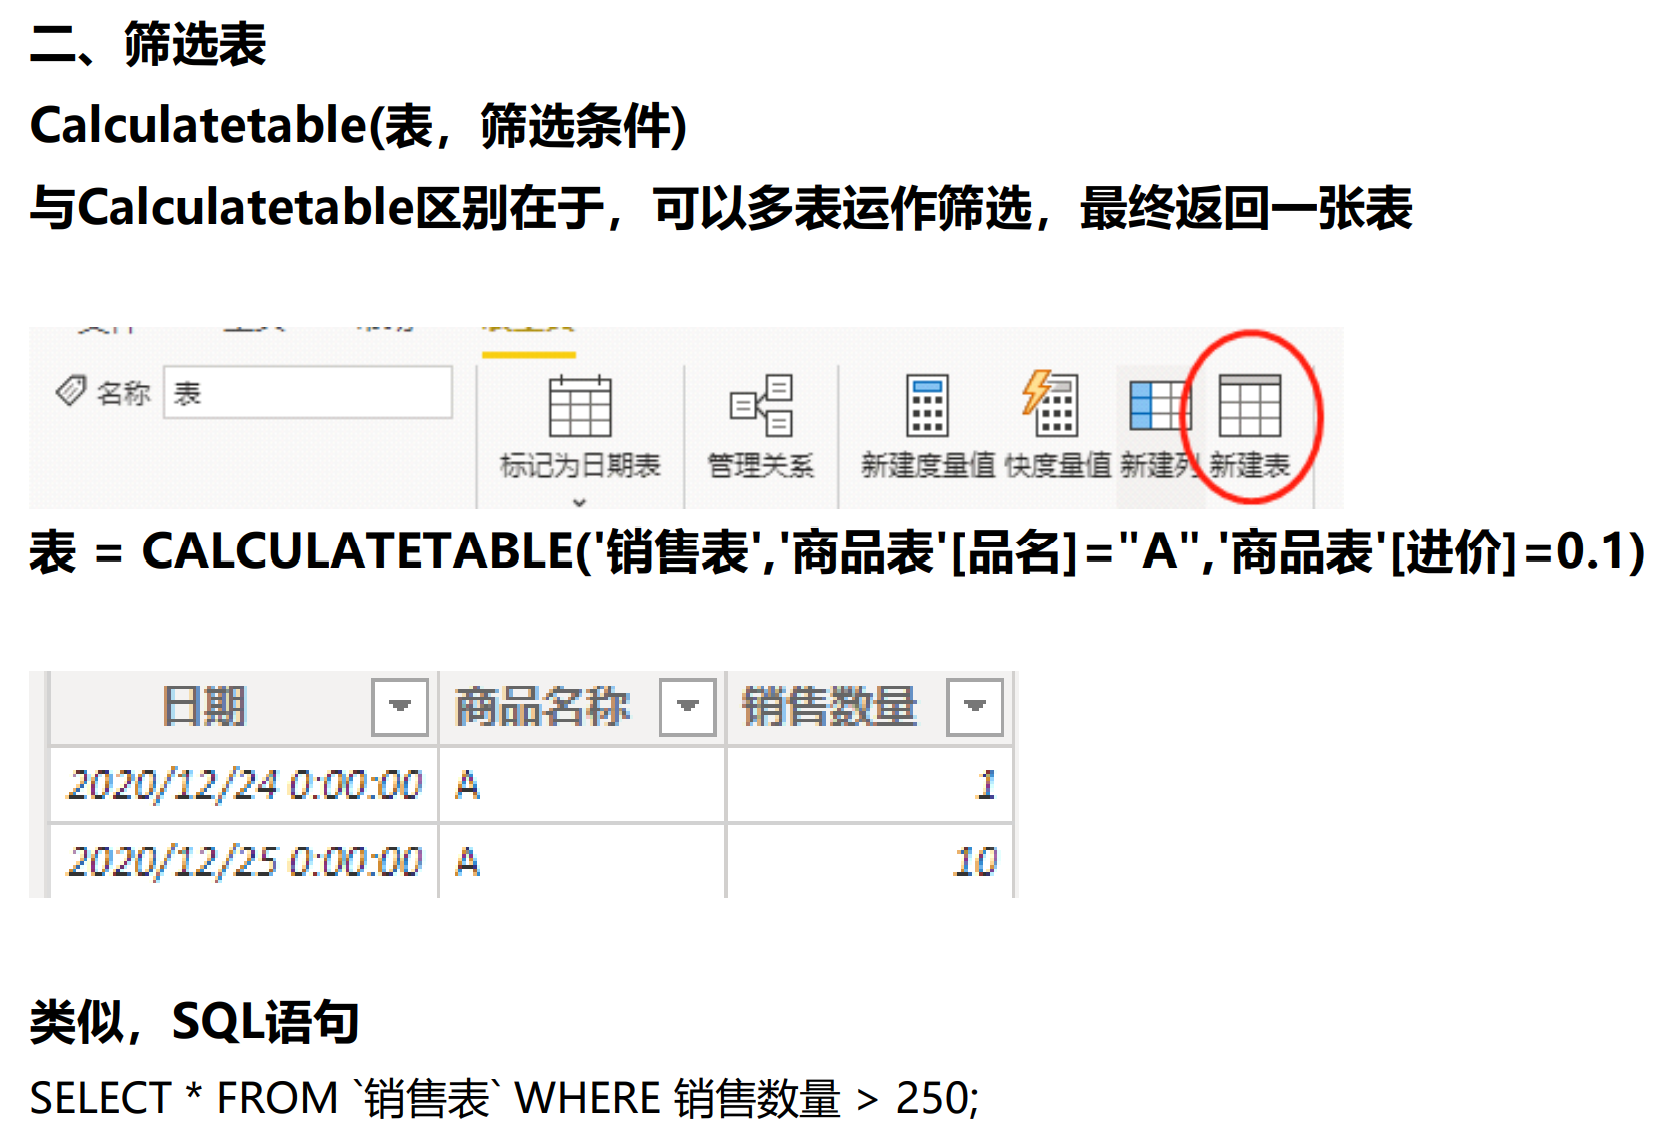 二、筛选表
Calculatetable(表，筛选条件)
与Calculatetable区别在于，可以多表运作筛选，最终返回一张表
名称 表
标记为日期表 管理关系 新建度量值 快度量值 新建列 新建表
表 = CALCULATETABLE('销售表','商品表'[品名]="A",'商品表'[进价]=0.1)
日期 商品名称 销售数量
2020/12/24 0:00:00 A 1
2020/12/25 0:00:00 A 10
类似，SQL语句
SELECT * FROM `销售表` WHERE 销售数量 > 250;